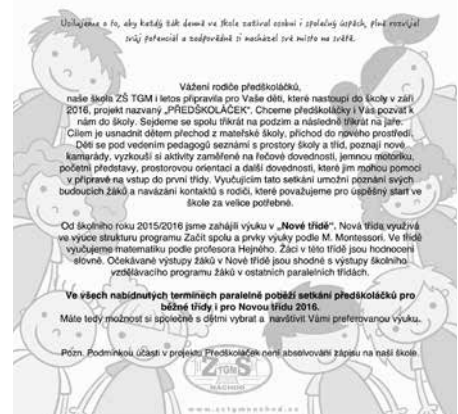 Usilujeme o to, aby každý žák denně ve škole zažíval osobní i společný úspěch, plně rozvíjel
svůj potenciál a zodpovědně si nacházel své místo na světě.
Vážení rodiče předškoláčků,
naše škola ZŠ TGM i letos připravila pro Vaše děti, které nastoupí do školy v září
2016, projekt nazvaný „PŘEDŠKOLÁČEK“. Chceme předškoláčky i Vás pozvat k
nám do školy. Sejdeme se spolu třikrát na podzim a následně třikrát na jaře.
Cílem je usnadnit dětem přechod z mateřské školy, příchod do nového prostředí.
Děti se pod vedením pedagogů seznámí s prostory školy a tříd, poznají nové
kamarády, vyzkouší si aktivity zaměřené na řečové dovednosti, jemnou motoriku,
početní představy, prostorovou orientaci a další dovednosti, které jim mohou pomoci
v přípravě na vstup do první třídy. Vyučujícím tato setkání umožní poznání svých
budoucích žáků a navázání kontaktů s rodiči, které považujeme pro úspěšný start ve
škole za velice potřebné.
Od školního roku 2015/2016 jsme zahájili výuku v „Nové třídě“. Nová třída využívá
ve výuce strukturu programu Začít spolu a prvky výuky podle M. Montessori. Ve třídě
vyučujeme matematiku podle profesora Hejného. Žáci v této třídě jsou hodnoceni
slovně. Očekávané výstupy žáků v Nové třídě jsou shodné s výstupy školního
vzdělávacího programu žáků v ostatních paralelních třídách.
Ve všech nabídnutých termínech paralelně poběží setkání předškoláčků pro
běžné třídy i pro Novou třídu 2016.
Máte tedy možnost si společně s dětmi vybrat a navštívit Vámi preferovanou výuku.
Pozn. Podmínkou účasti v projektu Předškoláček není absolvování zápisu na naší škole.
ZŠ
TGM
NÁCHOD
www.zstgmnachod.cz